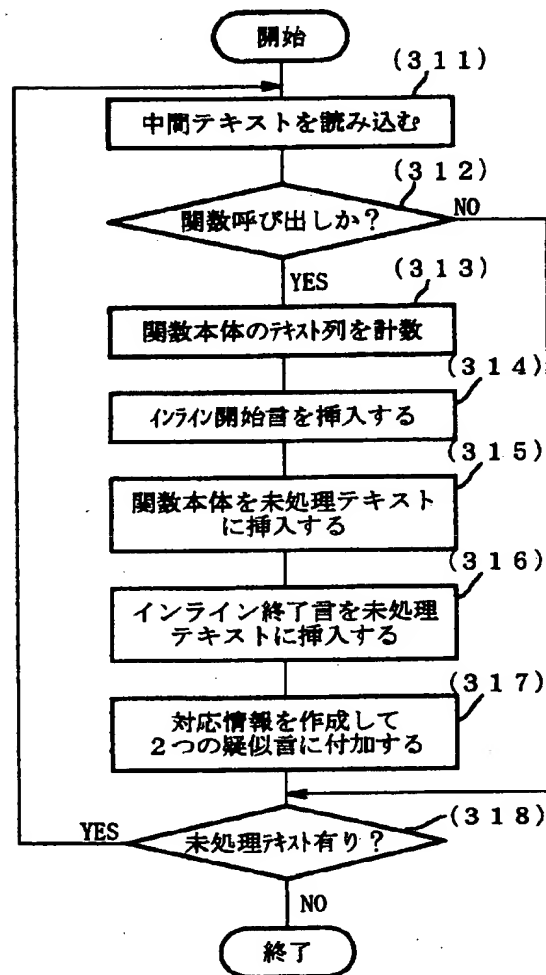 開始
(311)
中間テキストを読み込む
(312)
関数呼び出しか？
NO
YES
(313)
関数本体のテキスト列を計数
(314)
インライン開始言を挿入する
(315)
関数本体を未処理テキスト
に挿入する
(316)
インライン終了言を未処理
テキストに挿入する
(317)
対応情報を作成して
２つの疑似言に付加する
YES
(318)
未処理テキスト有り？
NO
終了